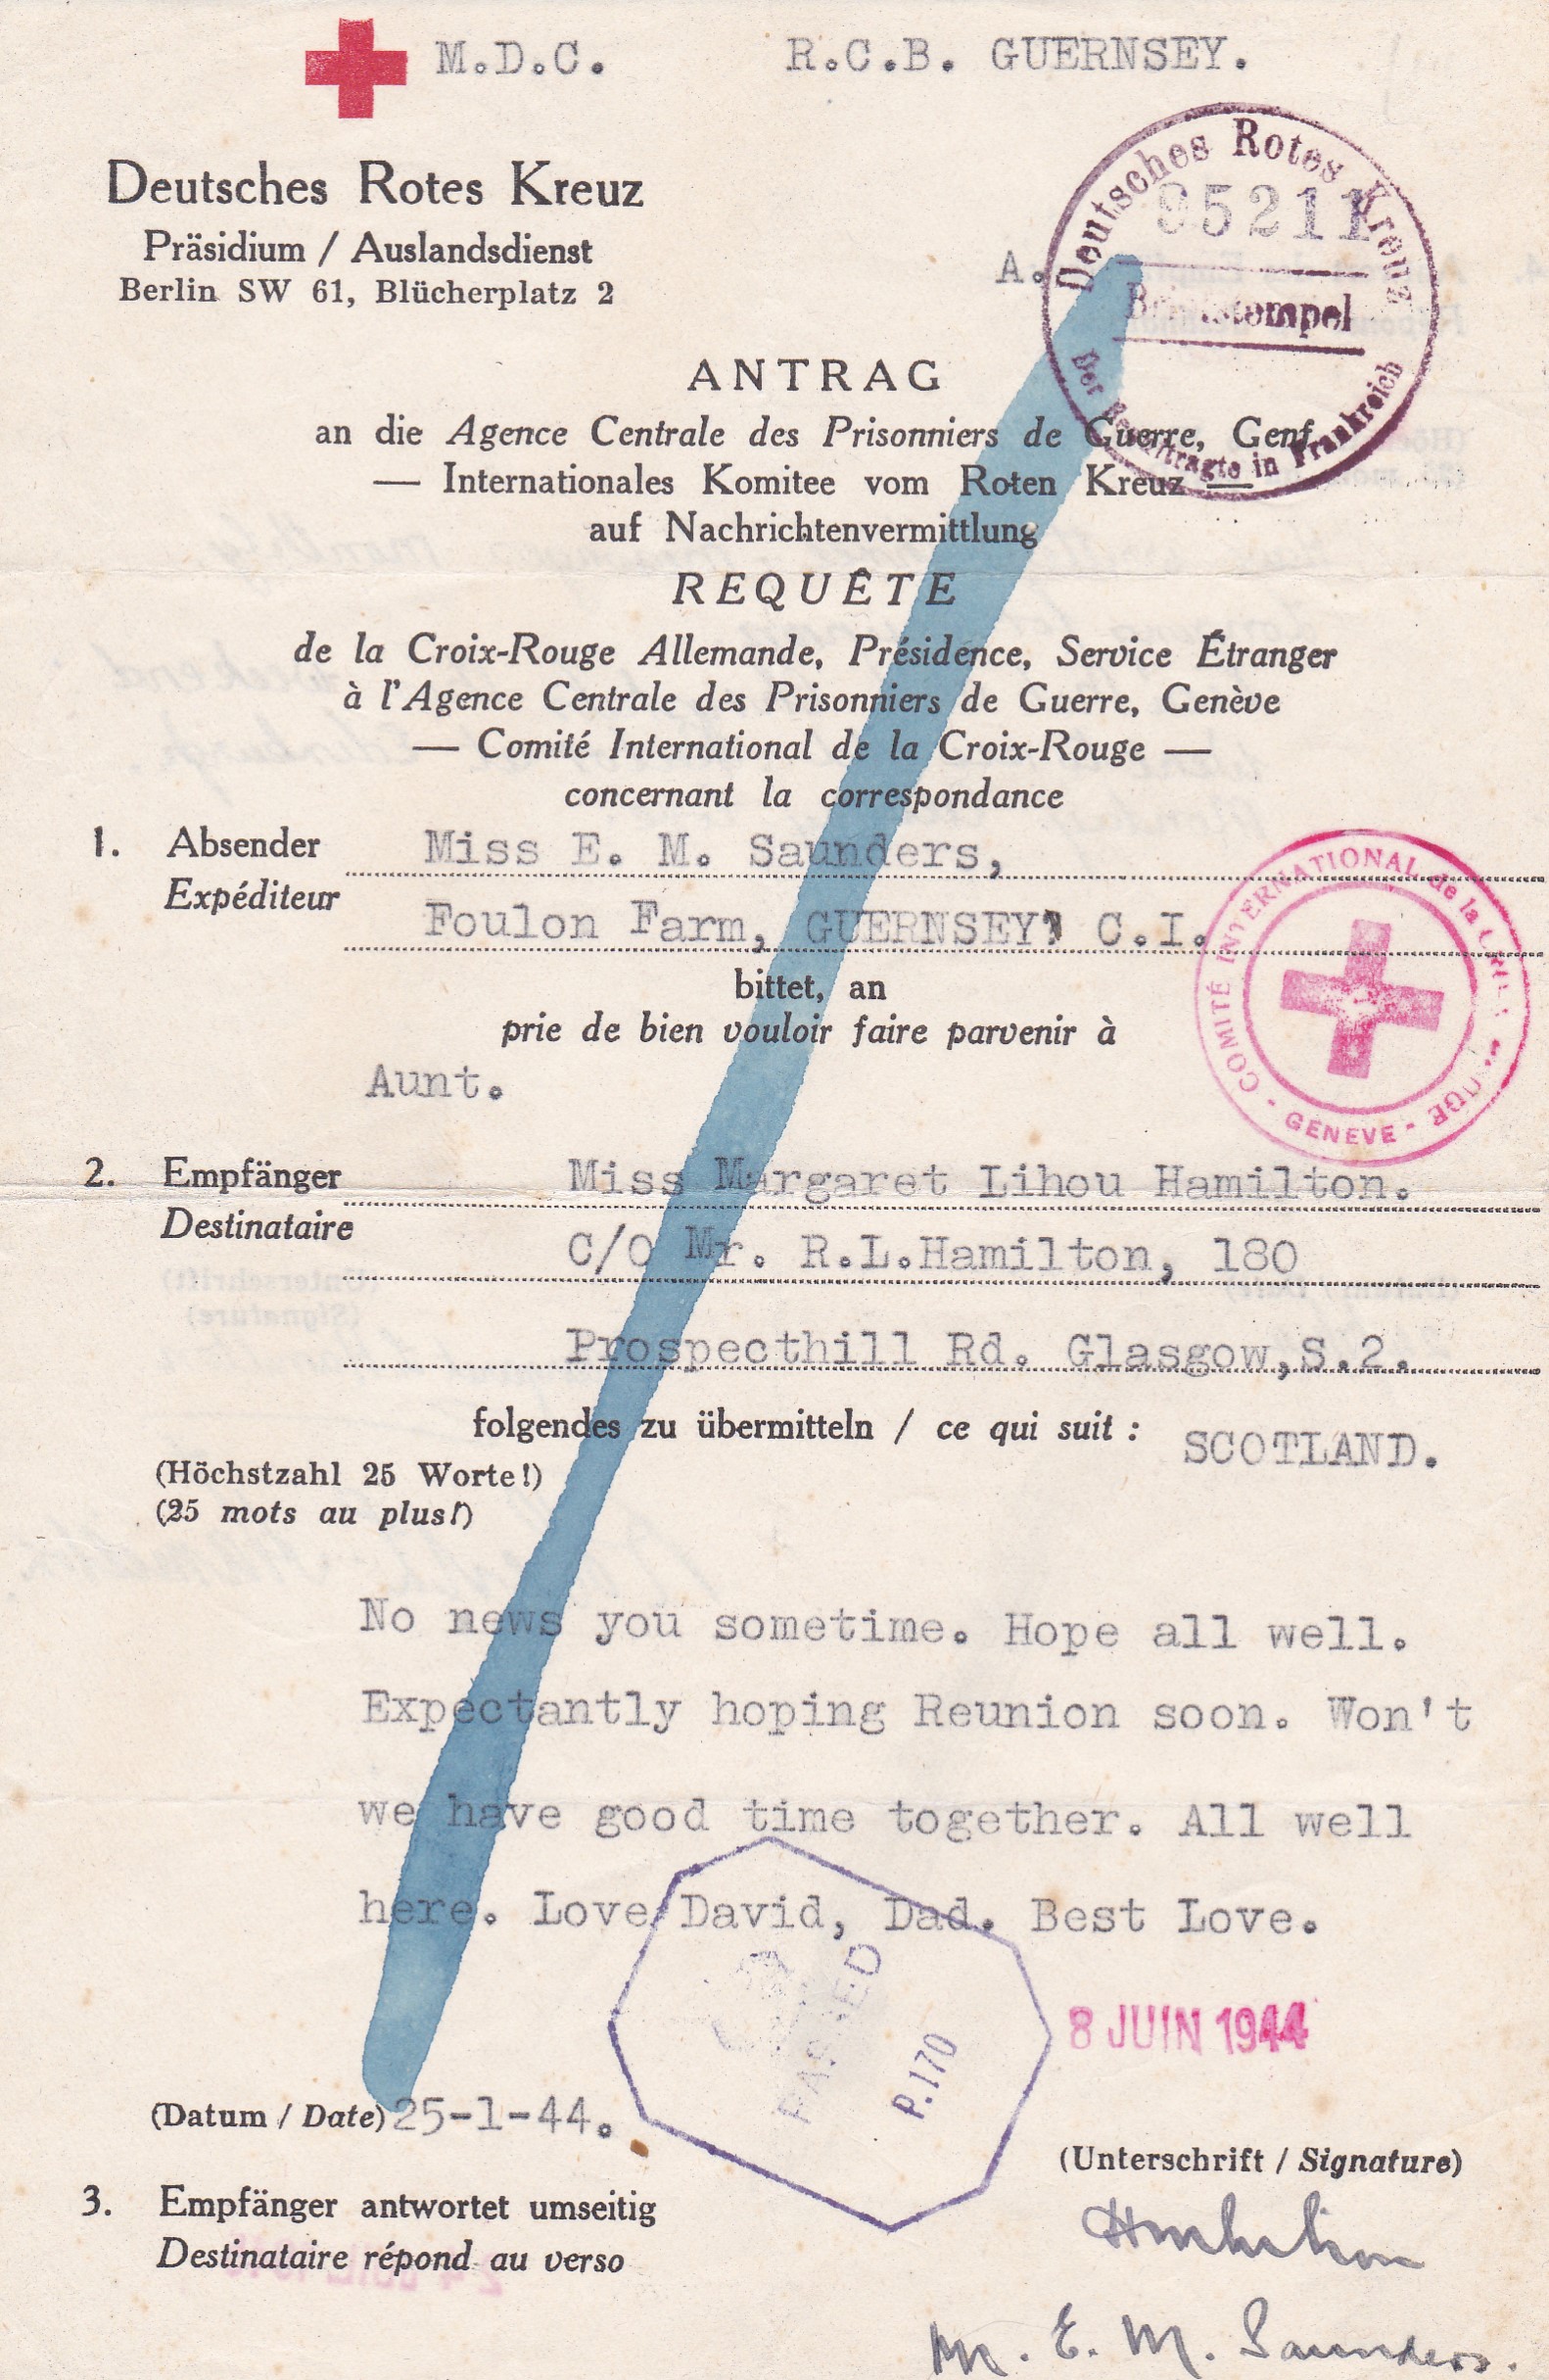 M.D.C. R.C.B. GUERNSEY.
Deutsches Rotes Kreuz
Präsidium / Auslandsdienst
Berlin SW 61, Blücherplatz 2
Deutsches Rotes Kreuz
95211
A.
Briefstempel
Der Beauftragte in Frankreich
ANTRAG
an die Agence Centrale des Prisonniers de Guerre, Genf
— Internationales Komitee vom Roten Kreuz —
auf Nachrichtenvermittlung
REQUÊTE
de la Croix-Rouge Allemande, Présidence, Service Étranger
à l'Agence Centrale des Prisonniers de Guerre, Genève
— Comité International de la Croix-Rouge —
concernant la correspondance
1. Absender Miss E. M. Saunders,
Expéditeur
Foulon Farm, GUERNSEY, C.I.
COMITÉ INTERNATIONAL de la CROIX-ROUGE - GENEVE -
bittet, an
prie de bien vouloir faire parvenir à
Aunt.
2. Empfänger Miss Margaret Lihou Hamilton.
Destinataire
C/O Mr. R.L.Hamilton, 180
Prospecthill Rd. Glasgow,S.2.
folgendes zu übermitteln / ce qui suit :
SCOTLAND.
(Höchstzahl 25 Worte!)
(25 mots au plus!)
No news you sometime. Hope all well.
Expectantly hoping Reunion soon. Won't
we have good time together. All well
here. Love David, Dad. Best Love.
PASSED
P.170
8 JUIN 1944
(Datum / Date) 25-1-44.
(Unterschrift / Signature)
3. Empfänger antwortet umseitig
Destinataire répond au verso
E. M. Saunders.